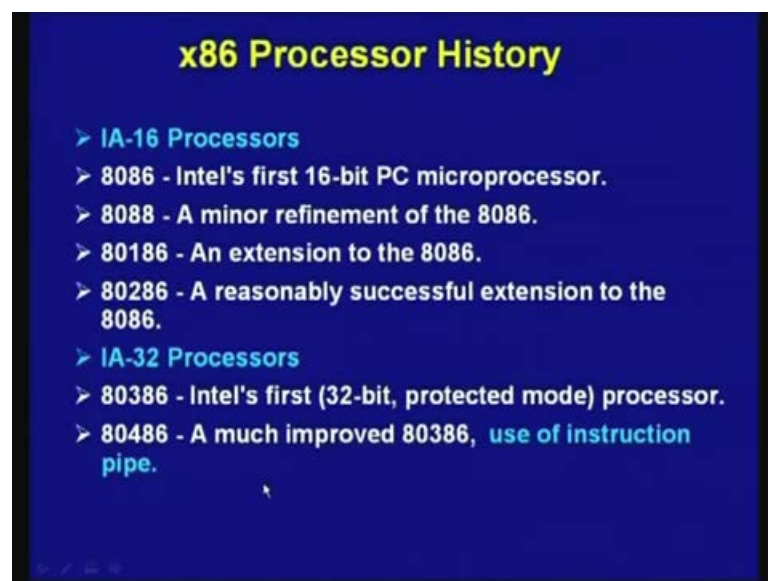 x86 Processor History
➢ IA-16 Processors
➢ 8086 - Intel's first 16-bit PC microprocessor.
➢ 8088 - A minor refinement of the 8086.
➢ 80186 - An extension to the 8086.
➢ 80286 - A reasonably successful extension to the
8086.
➢ IA-32 Processors
➢ 80386 - Intel's first (32-bit, protected mode) processor.
➢ 80486 - A much improved 80386, use of instruction
pipe.